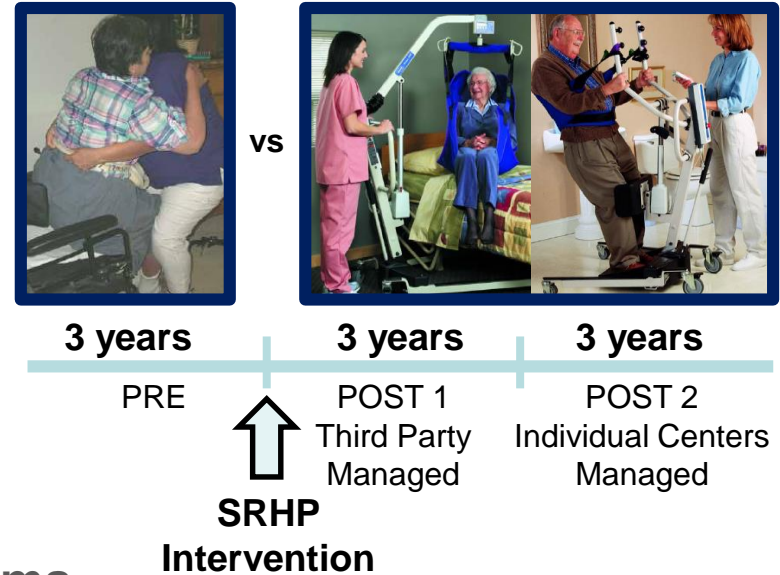 vs
3 years 3 years 3 years
PRE POST 1 POST 2
Third Party Individual Centers
Managed Managed
SRHP
Intervention